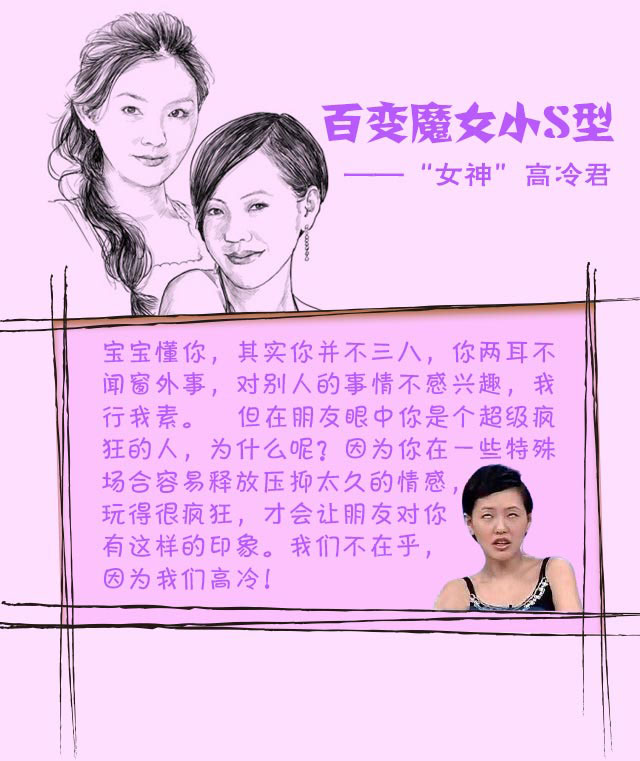 百变魔女小S型
——“女神”高冷君
宝宝懂你，其实你并不三八，你两耳不
闻窗外事，对别人的事情不感兴趣，我
行我素。 但在朋友眼中你是个超级疯
狂的人，为什么呢？因为你在一些特殊
场合容易释放压抑太久的情感，
玩得很疯狂，才会让朋友对你
有这样的印象。我们不在乎，
因为我们高冷！